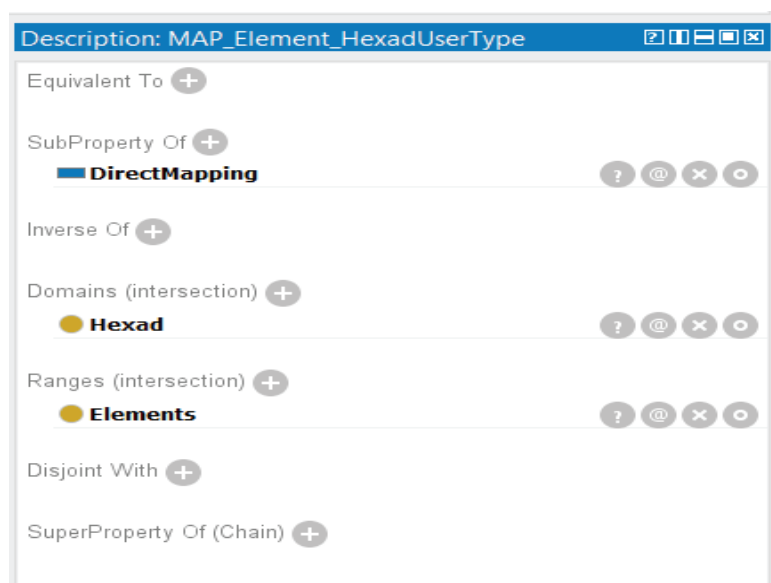 Description: MAP_Element_HexadUserType
Equivalent To
SubProperty Of
DirectMapping
Inverse Of
Domains (intersection)
Hexad
Ranges (intersection)
Elements
Disjoint With
SuperProperty Of (Chain)